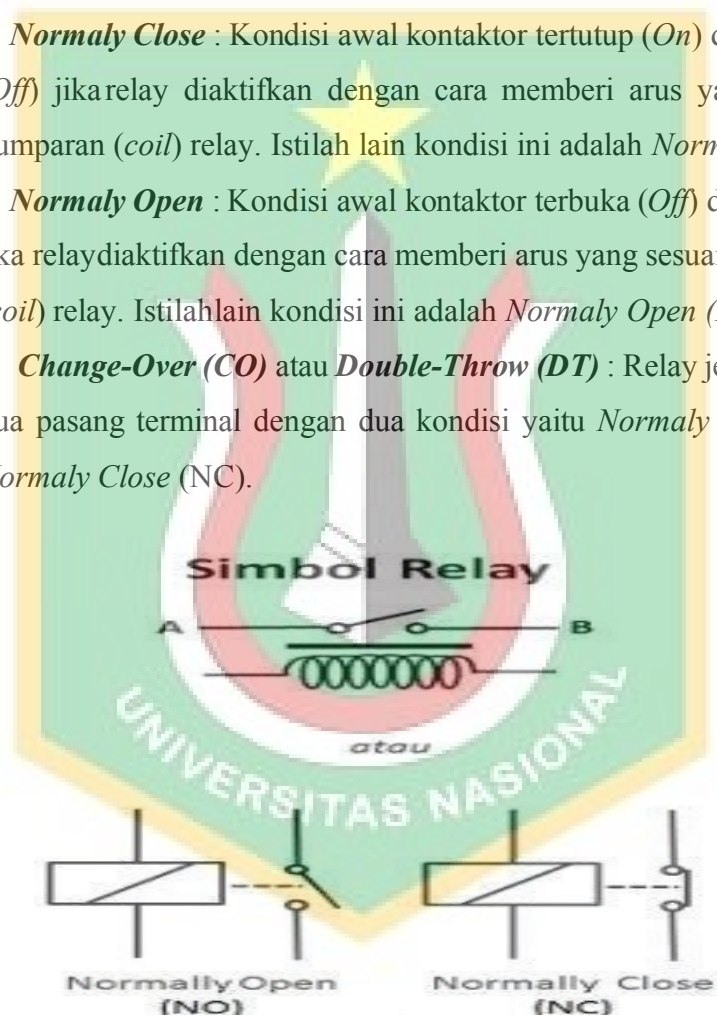 Normaly Close : Kondisi awal kontaktor tertutup (On)
Off) jika relay diaktifkan dengan cara memberi arus
umparan (coil) relay. Istilah lain kondisi ini adalah
Normaly Open : Kondisi awal kontaktor terbuka (Off)
ka relaydiaktifkan dengan cara memberi arus yang sesuai
oil) relay. Istilahlain kondisi ini adalah Normaly Open
Change-Over (CO) atau Double-Throw (DT) : Relay
ua pasang terminal dengan dua kondisi yaitu Normaly
ormaly Close (NC).
Simbol Relay
A
B
atau
UNIVERSITAS NASIONAL
Normally Open
(NO)
Normally Close
(NC)